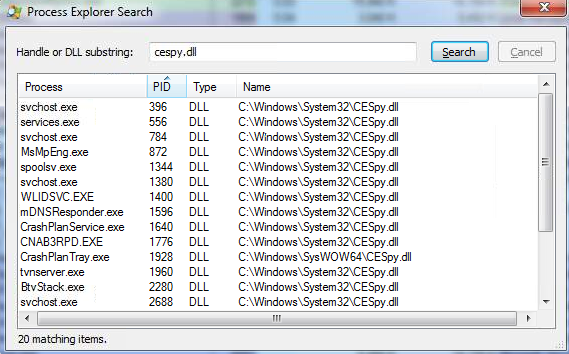 Process Explorer Search
Handle or DLL substring: cespy.dll Search Cancel
Process PID Type Name
svchost.exe 396 DLL C:\Windows\System32\CESpy.dll
services.exe 556 DLL C:\Windows\System32\CESpy.dll
svchost.exe 784 DLL C:\Windows\System32\CESpy.dll
MsMpEng.exe 872 DLL C:\Windows\System32\CESpy.dll
spoolsv.exe 1344 DLL C:\Windows\System32\CESpy.dll
svchost.exe 1380 DLL C:\Windows\System32\CESpy.dll
WLIDSVC.EXE 1400 DLL C:\Windows\System32\CESpy.dll
mDNSResponder.exe 1596 DLL C:\Windows\System32\CESpy.dll
CrashPlanService.exe 1640 DLL C:\Windows\System32\CESpy.dll
CNAB3RPD.EXE 1776 DLL C:\Windows\System32\CESpy.dll
CrashPlanTray.exe 1928 DLL C:\Windows\SysWOW64\CESpy.dll
tvnserver.exe 1960 DLL C:\Windows\System32\CESpy.dll
BtvStack.exe 2280 DLL C:\Windows\System32\CESpy.dll
svchost.exe 2688 DLL C:\Windows\System32\CESpy.dll
20 matching items.